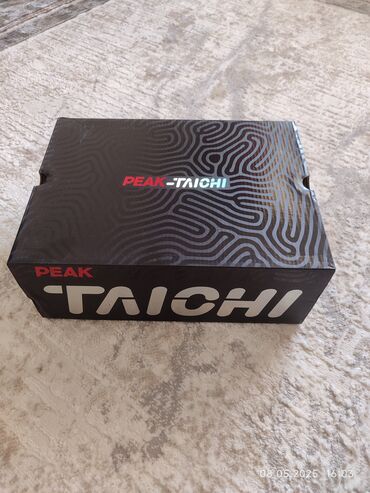 PEAK-TAICHI
PEAK
TAICHI
08.05.2025 16:03